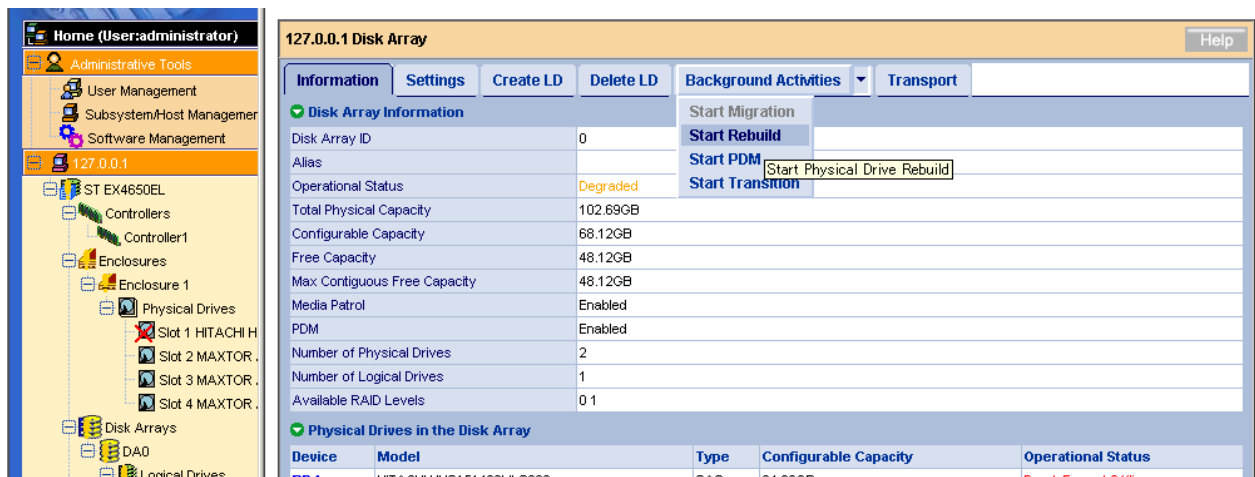 Home (User:administrator)
Administrative Tools
User Management
Subsystem/Host Managemer
Software Management
127.0.0.1
ST EX4650EL
Controllers
Controller1
Enclosures
Enclosure 1
Physical Drives
Slot 1 HITACHI H
Slot 2 MAXTOR
Slot 3 MAXTOR
Slot 4 MAXTOR
Disk Arrays
DA0
Logical Drives
127.0.0.1 Disk Array Help
Information Settings Create LD Delete LD Background Activities Transport
Start Migration
Start Rebuild
Start PDM
Start Physical Drive Rebuild
Start Transition
Disk Array Information
Disk Array ID 0
Alias
Operational Status Degraded
Total Physical Capacity 102.69GB
Configurable Capacity 68.12GB
Free Capacity 48.12GB
Max Contiguous Free Capacity 48.12GB
Media Patrol Enabled
PDM Enabled
Number of Physical Drives 2
Number of Logical Drives 1
Available RAID Levels 0 1
Physical Drives in the Disk Array
Device Model Type Configurable Capacity Operational Status